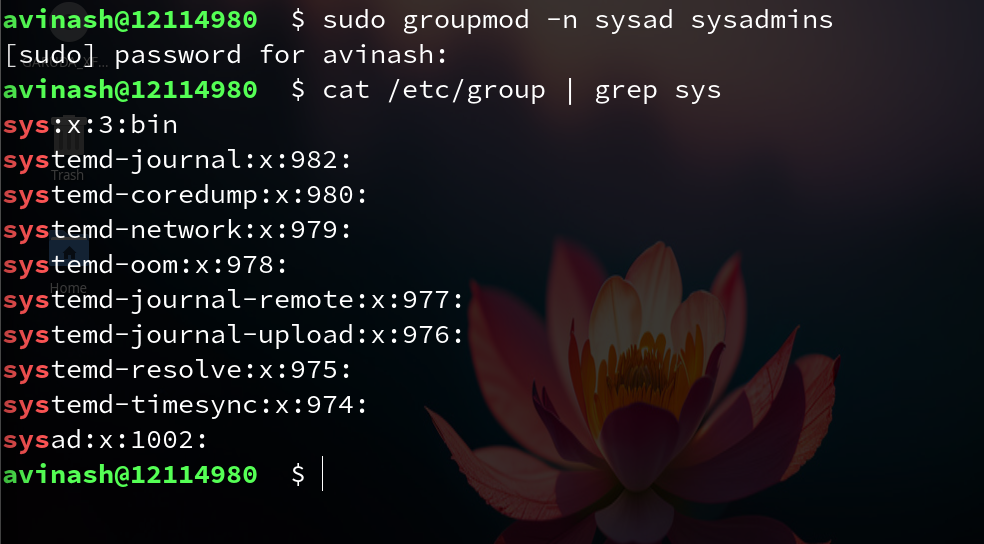 avinash@12114980  $ sudo groupmod -n sysad sysadmins
[sudo] password for avinash:
avinash@12114980  $ cat /etc/group | grep sys
sys:x:3:bin
systemd-journal:x:982:
Trash
systemd-coredump:x:980:
systemd-network:x:979:
systemd-oom:x:978:
Home
systemd-journal-remote:x:977:
systemd-journal-upload:x:976:
systemd-resolve:x:975:
systemd-timesync:x:974:
sysad:x:1002:
avinash@12114980  $